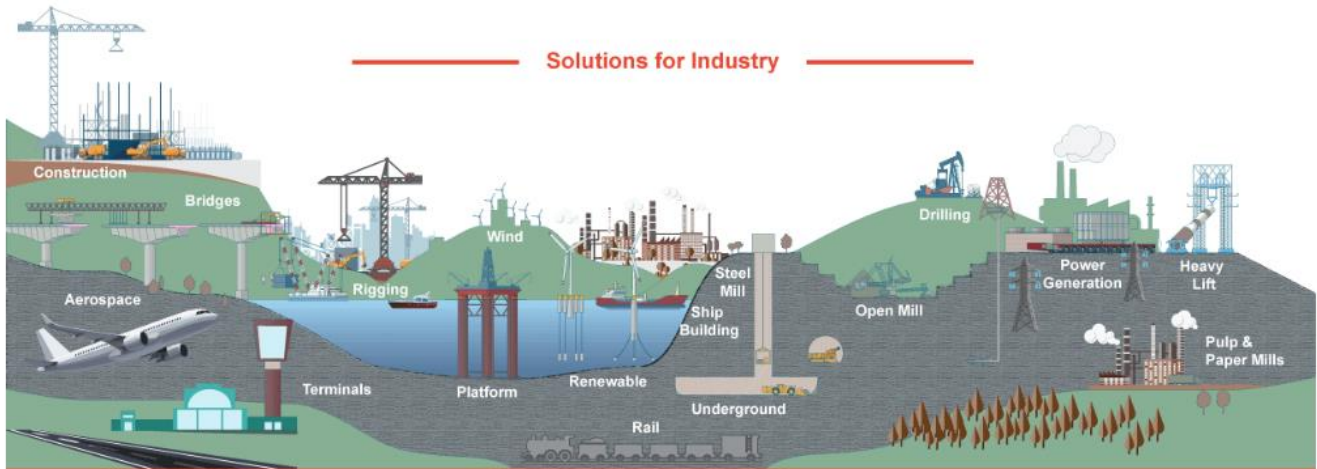 Solutions for Industry
Construction
Bridges
Wind
Drilling
Aerospace
Rigging
Steel
Mill
Ship
Building
Open Mill
Power
Generation
Heavy
Lift
Terminals
Platform
Renewable
Underground
Pulp &
Paper Mills
Rail